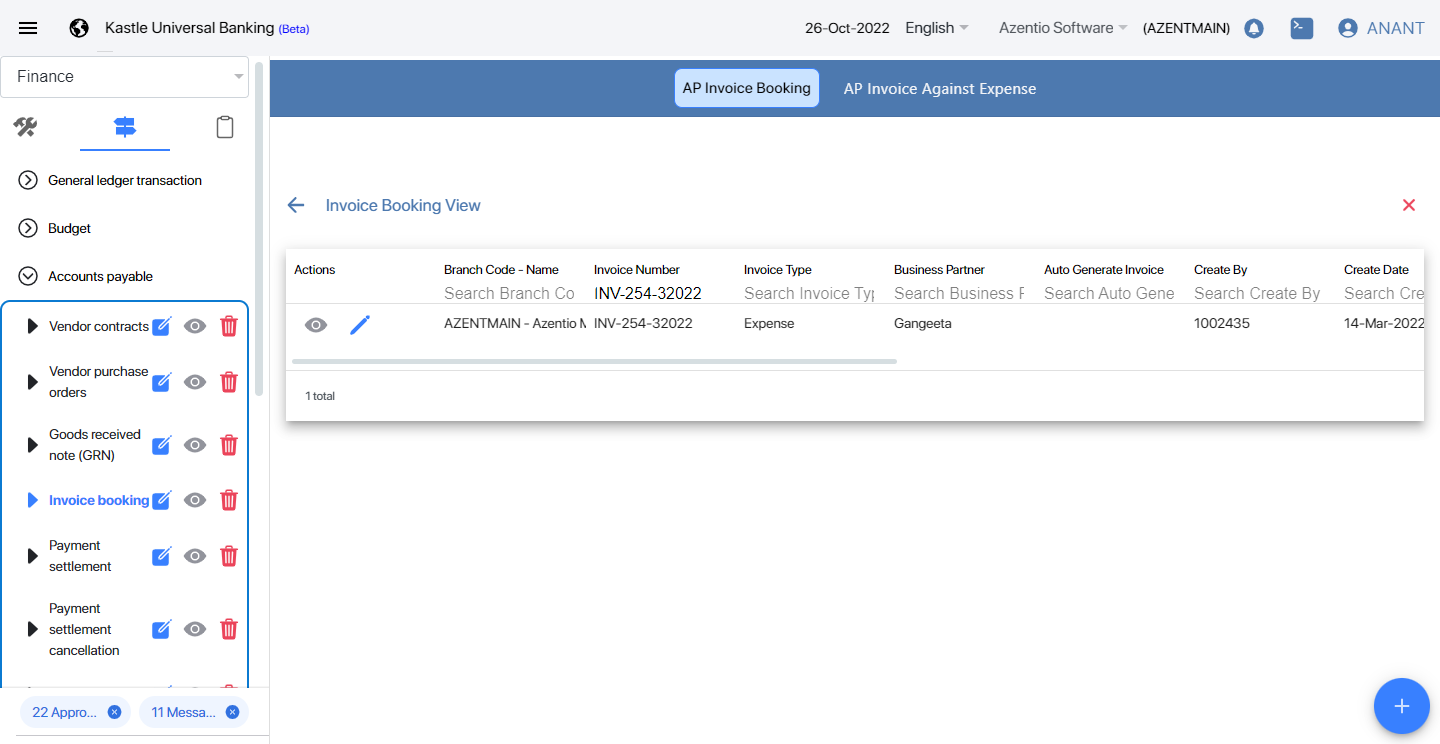 Kastle Universal Banking (Beta)
26-Oct-2022 English Azentio Software (AZENTMAIN) ANANT
Finance
AP Invoice Booking AP Invoice Against Expense
General ledger transaction
Budget
Accounts payable
Vendor contracts
Vendor purchase
orders
Goods received
note (GRN)
Invoice booking
Payment
settlement
Payment
settlement
cancellation
22 Appro... 11 Messa...
Invoice Booking View
Actions Branch Code - Name Invoice Number Invoice Type Business Partner Auto Generate Invoice Create By Create Date
Search Branch Co INV-254-32022 Search Invoice Typ Search Business F Search Auto Gene Search Create By Search Cre
AZENTMAIN - Azentio M INV-254-32022 Expense Gangeeta 1002435 14-Mar-2022
1 total